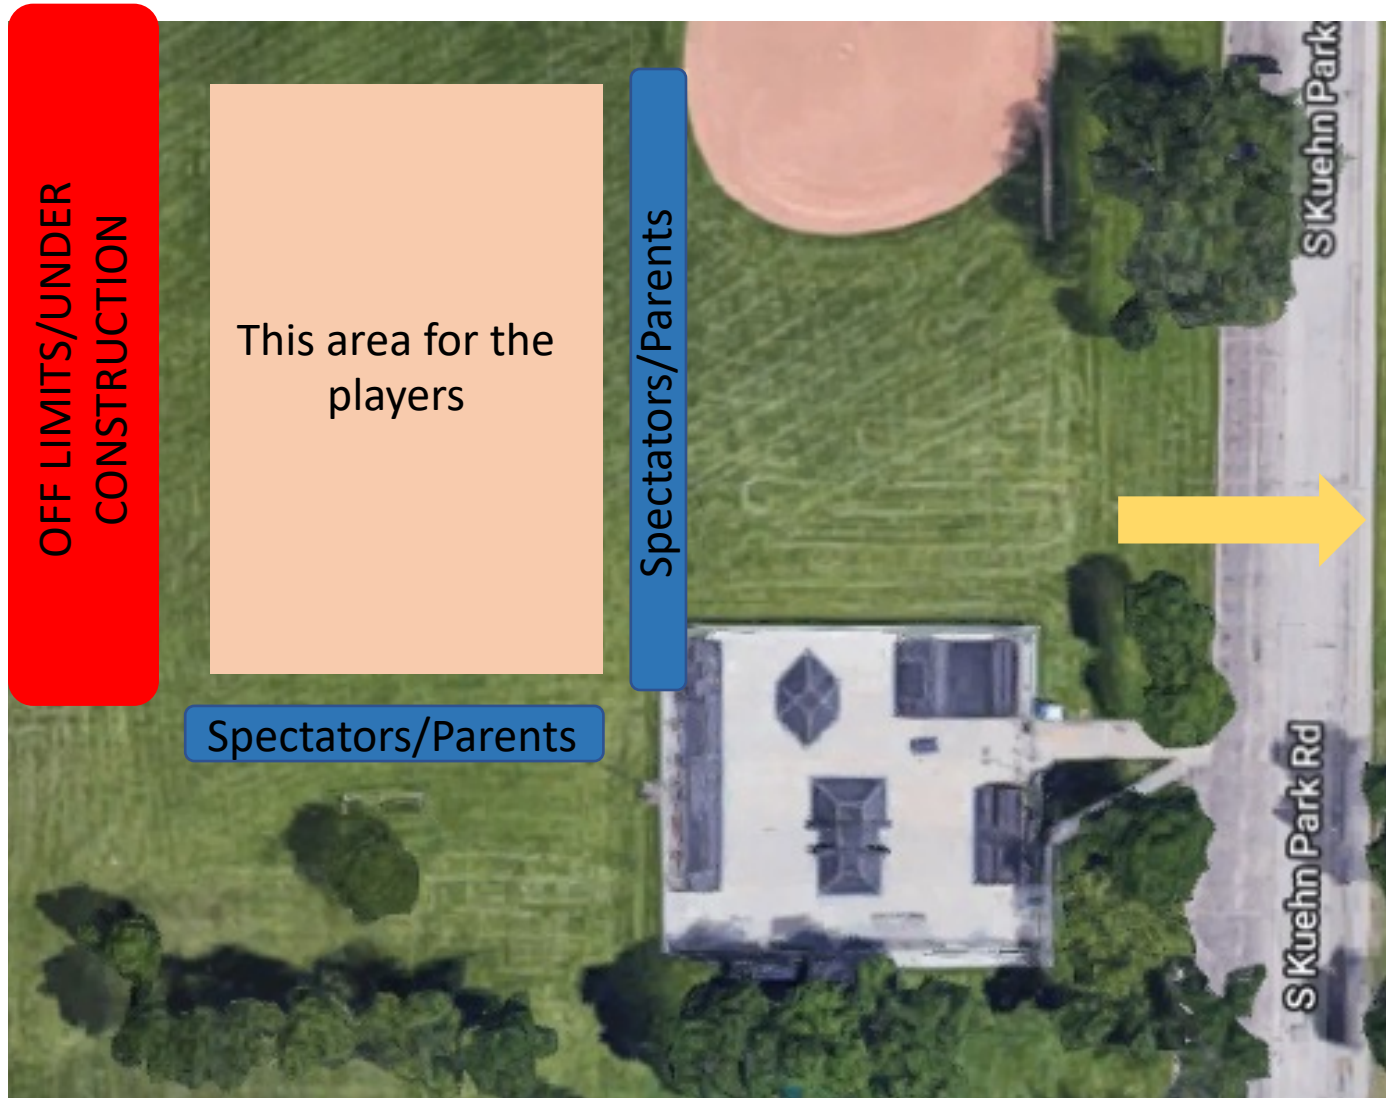 OFF LIMITS/UNDER
CONSTRUCTION
This area for the
players
Spectators/Parents
Spectators/Parents
S Kuehn Park
S Kuehn Park Rd